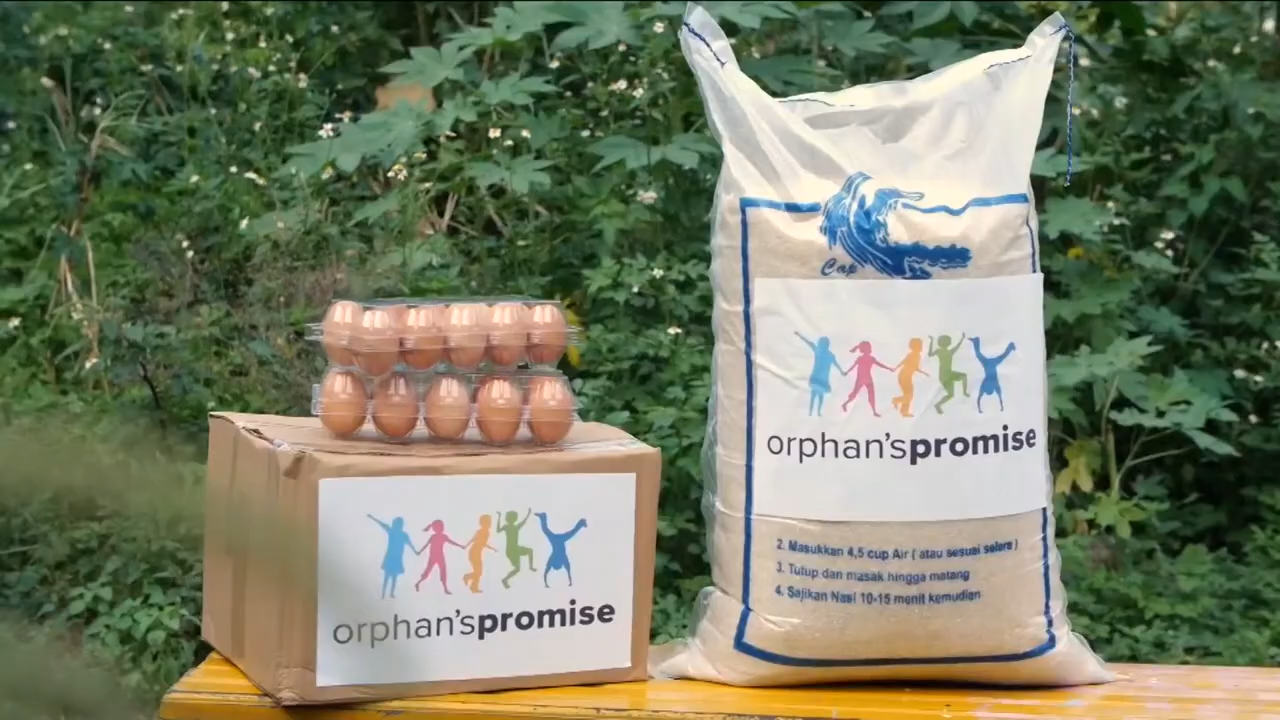 Cap
orphan'spromise
2. Masukkan 4,5 cup Air ( atau sesuai selera )
3. Tutup dan masak hingga matang
4. Sajikan Nasi 10-15 menit kemudian
orphan'spromise